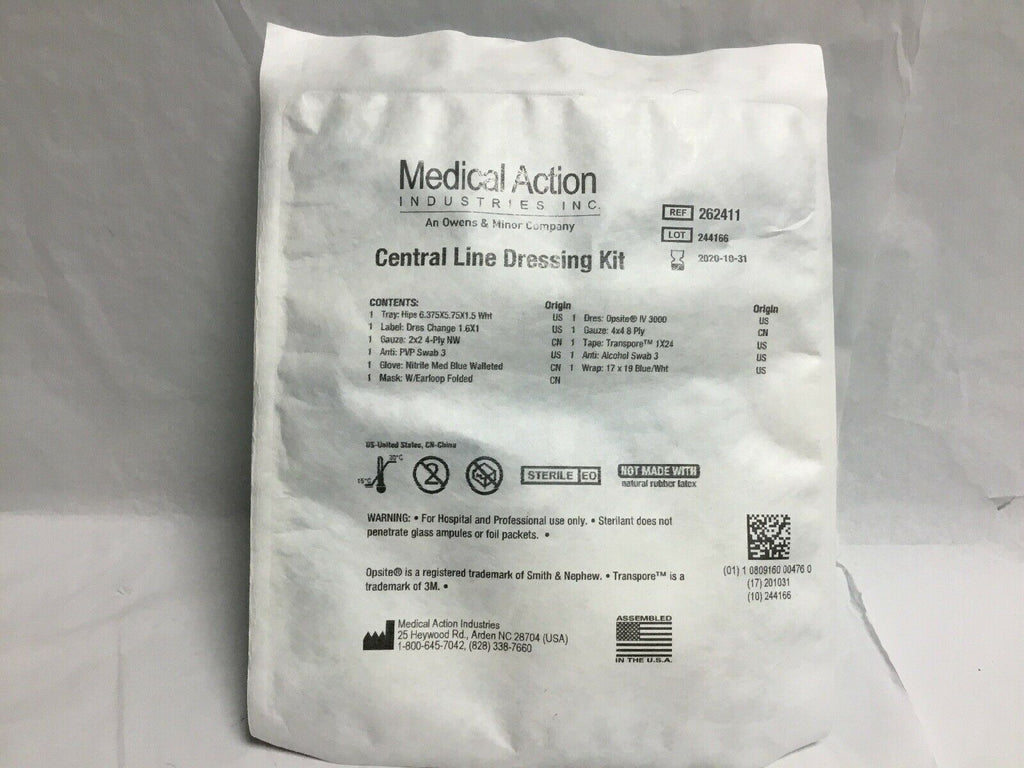 Medical Action
INDUSTRIES INC.
An Owens & Minor Company
Central Line Dressing Kit
REF 262411
LOT 244166
2020-10-31
CONTENTS:
Origin
1 Tray: Hips 6.375X5.75X1.5 Wht US
1 Label: Dres Change 1.6X1 US
1 Gauze: 2x2 4-Ply NW CN
1 Anti: PVP Swab 3 US
1 Glove: Nitrile Med Blue Walleted CN
1 Mask: W/Earloop Folded CN
Origin
1 Dres: Opsite® IV 3000 US
1 Gauze: 4x4 8 Ply CN
1 Tape: Transpore™ 1X24 US
1 Anti: Alcohol Swab 3 US
1 Wrap: 17 x 19 Blue/Wht US
US-United States, CN-China
15°C
30°C
2
STERILE EO
NOT MADE WITH
natural rubber latex
WARNING: • For Hospital and Professional use only. • Sterilant does not
penetrate glass ampules or foil packets. •
Opsite® is a registered trademark of Smith & Nephew. • Transpore™ is a
trademark of 3M. •
(01) 1 0809160 00476 0
(17) 201031
(10) 244166
Medical Action Industries
25 Heywood Rd., Arden NC 28704 (USA)
1-800-645-7042, (828) 338-7660
ASSEMBLED
IN THE U.S.A.